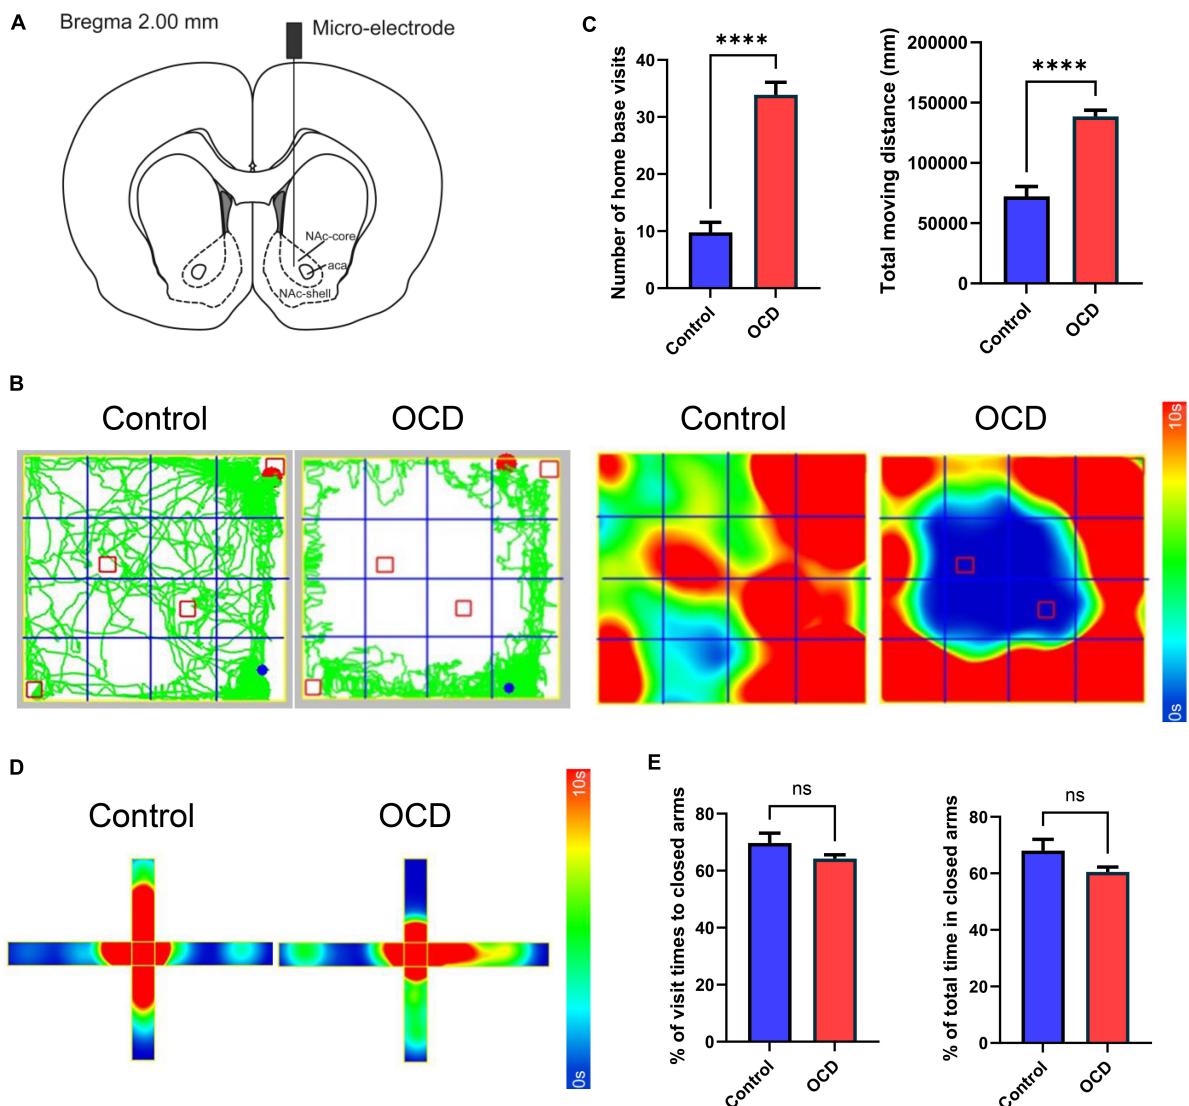 A
Bregma 2.00 mm
Micro-electrode
NAc-core
aca
NAc-shell
C
Number of home base visits
40
30
20
10
0
****
Control
OCD
Total moving distance (mm)
200000
150000
100000
50000
0
****
Control
OCD
B
Control
OCD
Control
OCD
10s
0s
D
Control
OCD
10s
0s
E
% of visit times to closed arms
80
60
40
20
0
ns
Control
OCD
% of total time in closed arms
80
60
40
20
0
ns
Control
OCD